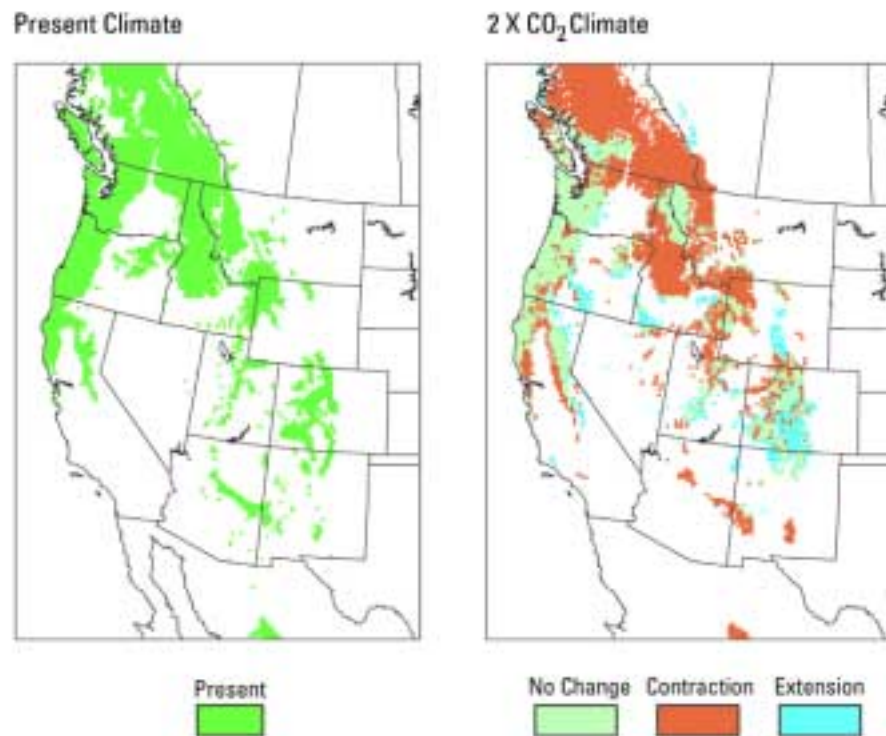 Present Climate
2 X CO₂ Climate
Present
No Change
Contraction
Extension